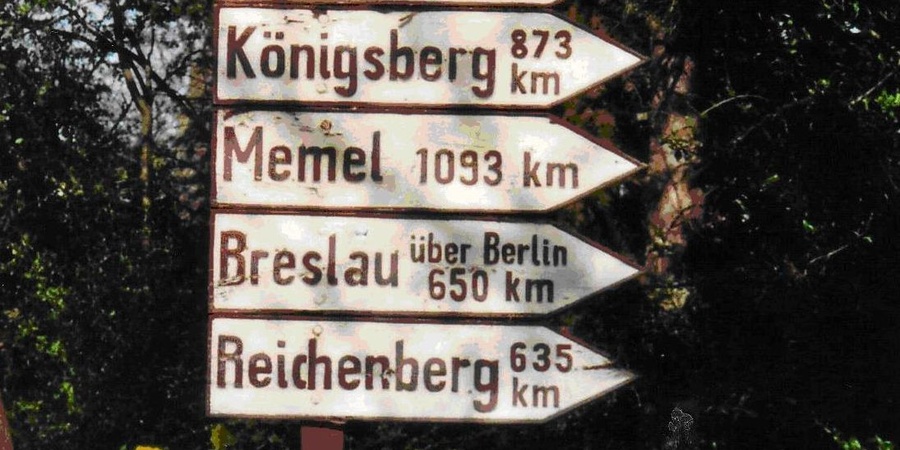 Königsberg 873 km
Memel 1093 km
Breslau über Berlin 650 km
Reichenberg 635 km